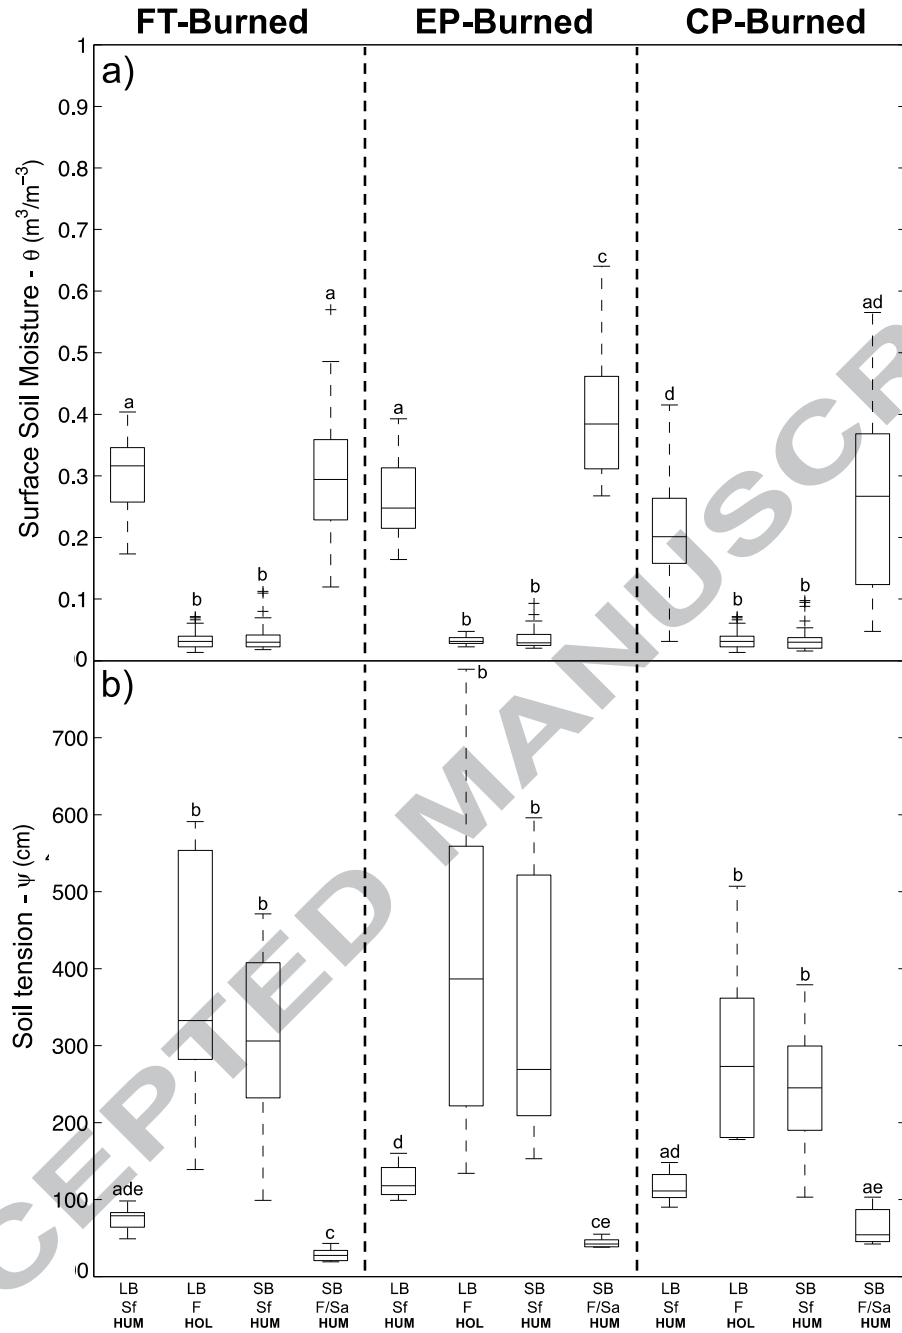 FT-Burned EP-Burned CP-Burned
a)
Surface Soil Moisture - θ (m³/m⁻³)
1
0.9
0.8
0.7
0.6
0.5
0.4
0.3
0.2
0.1
0
a b b a
a b b c
d b b ad
b)
Soil tension - ψ (cm)
700
600
500
400
300
200
100
0
ade b b c
d b b ce
ad b b ae
LB LB SB SB LB LB SB SB LB LB SB SB
Sf F Sf F/Sa Sf F Sf F/Sa Sf F Sf F/Sa
HUM HOL HUM HUM HUM HOL HUM HUM HUM HOL HUM HUM
CEPTED MANUSCR